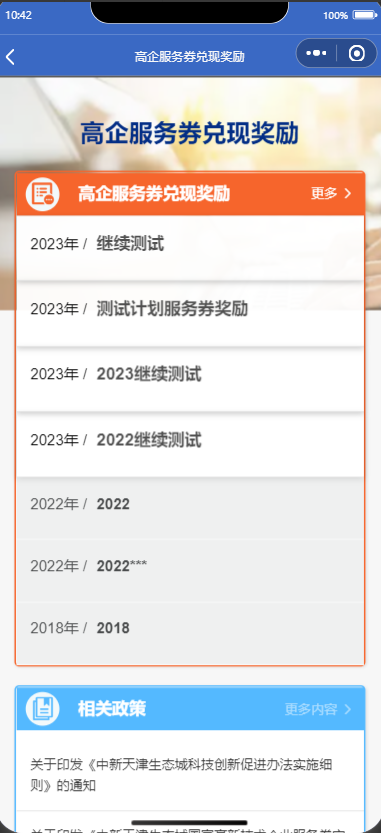 10:42
100%
高企服务券兑现奖励
高企服务券兑现奖励
高企服务券兑现奖励
更多
2023年 / 继续测试
2023年 / 测试计划服务券奖励
2023年 / 2023继续测试
2023年 / 2022继续测试
2022年 / 2022
2022年 / 2022***
2018年 / 2018
相关政策
更多内容
关于印发《中新天津生态城科技创新促进办法实施细
则》的通知